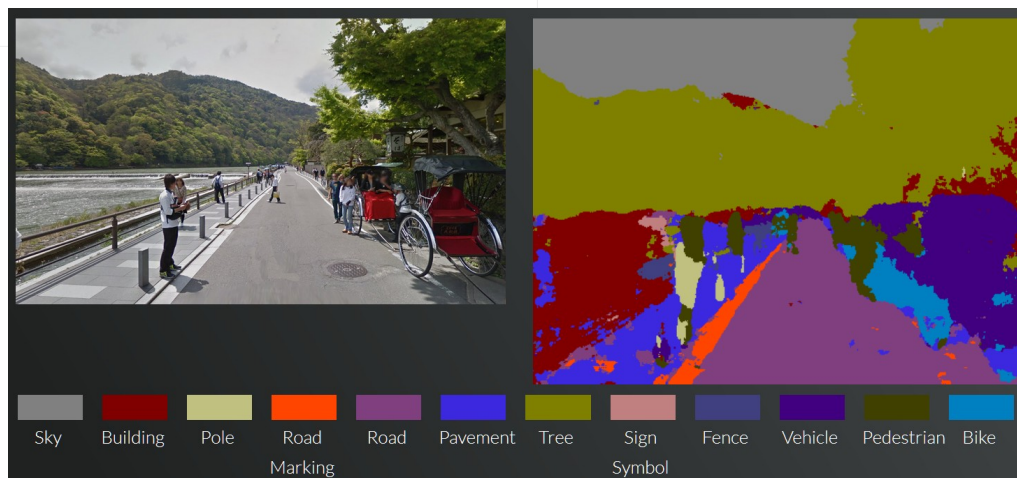 Sky
Building
Pole
Road
Marking
Road
Pavement
Tree
Sign
Symbol
Fence
Vehicle
Pedestrian
Bike